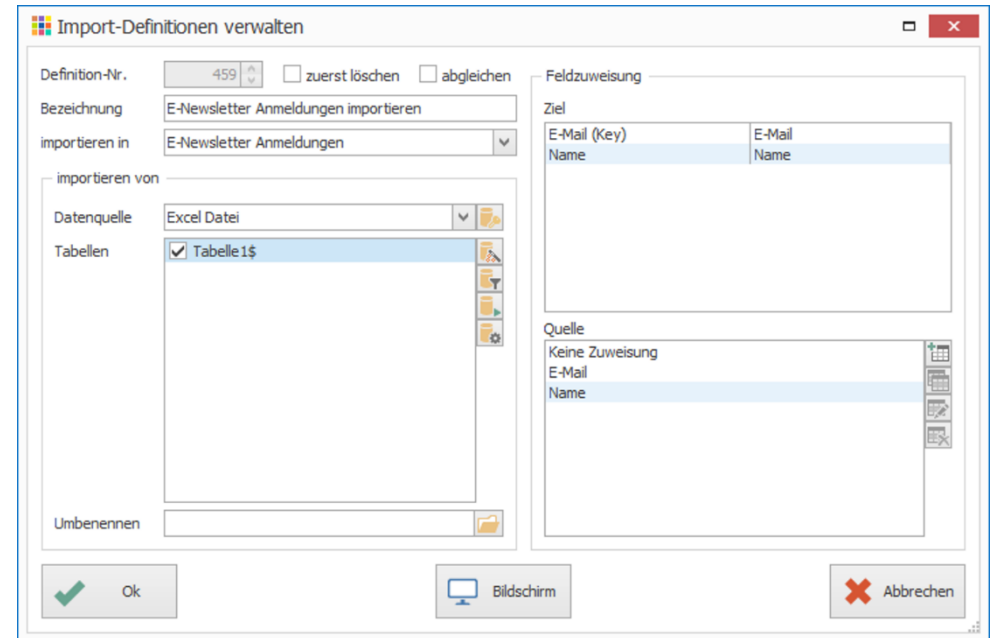 Import-Definitionen verwalten
Definition-Nr. 459 zuerst löschen abgleichen
Bezeichnung E-Newsletter Anmeldungen importieren
importieren in E-Newsletter Anmeldungen
importieren von
Datenquelle Excel Datei
Tabellen Tabelle1$
Umbenennen
Feldzuweisung
Ziel
E-Mail (Key) E-Mail
Name Name
Quelle
Keine Zuweisung
E-Mail
Name
Ok Bildschirm Abbrechen